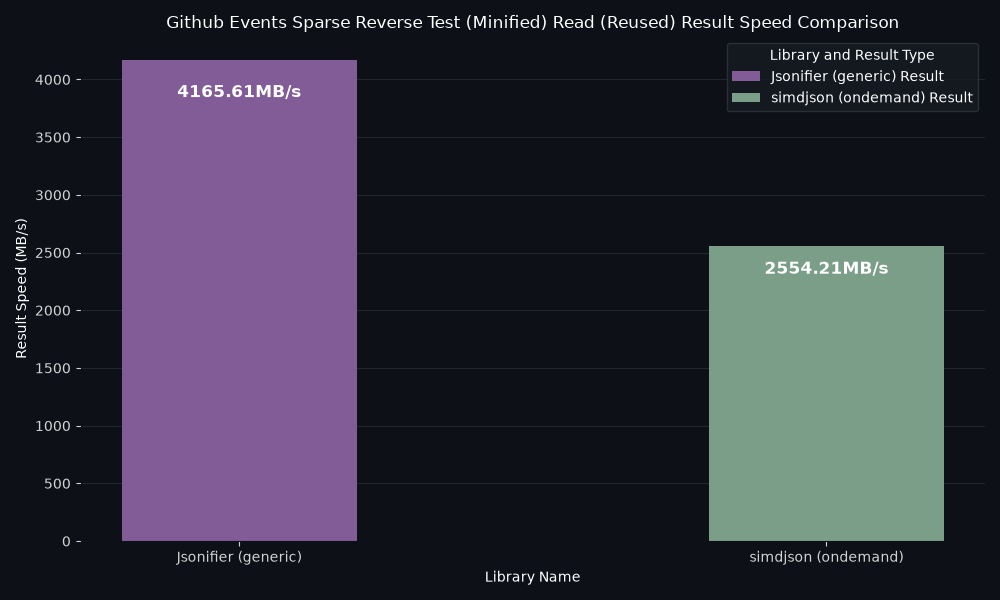 Github Events Sparse Reverse Test (Minified) Read (Reused) Result Speed Comparison
Library and Result Type
Jsonifier (generic) Result
simdjson (ondemand) Result
4165.61MB/s
2554.21MB/s
Result Speed (MB/s)
4000
3500
3000
2500
2000
1500
1000
500
0
Jsonifier (generic)
simdjson (ondemand)
Library Name